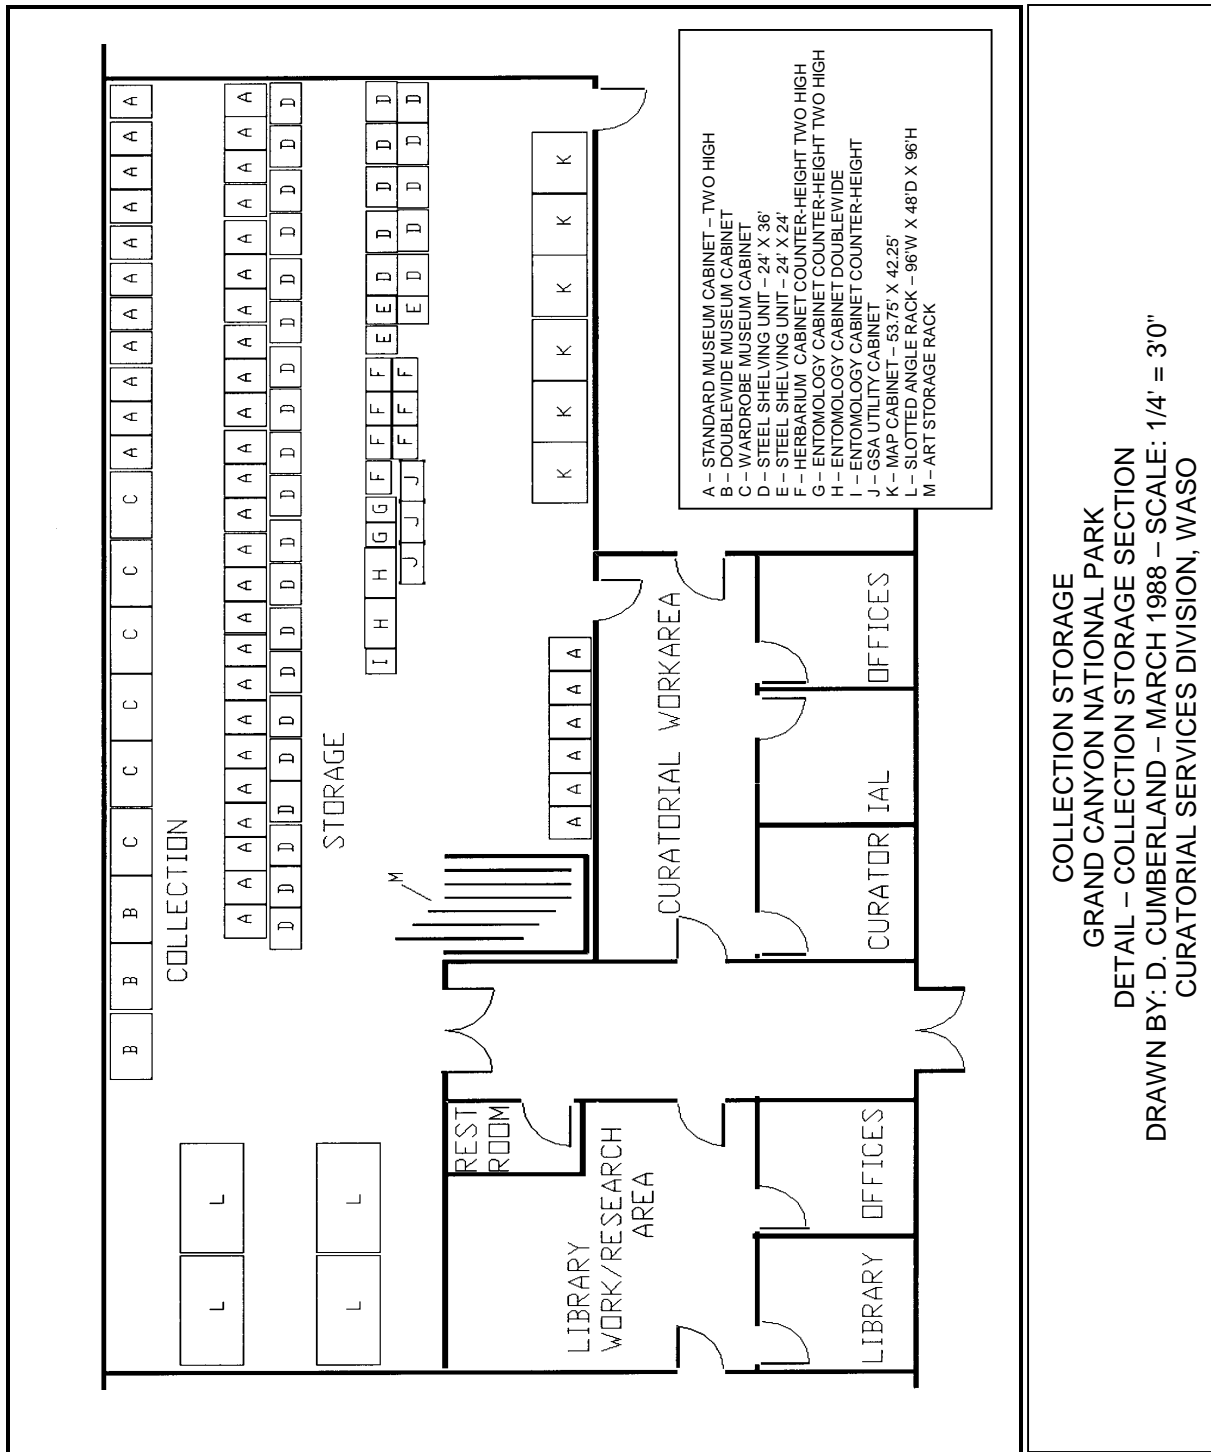 B B B C C C C C C A A A A A A A A A A A
COLLECTION
L L
A A A A A A A A A A A A A A A A A A A A A A A A A
D D D D D D D D D D D D D D D D D D D D
STORAGE
L L
I H H G G F F F F E E D D D D D
M
J J J F F F E D D D D D
K K K K K K
A A A A A A
REST
ROOM
LIBRARY
WORK/RESEARCH
AREA
CURATORIAL WORKAREA
LIBRARY OFFICES
CURATOR IAL OFFICES
A – STANDARD MUSEUM CABINET – TWO HIGH
B – DOUBLEWIDE MUSEUM CABINET
C – WARDROBE MUSEUM CABINET
D – STEEL SHELVING UNIT – 24' X 36'
E – STEEL SHELVING UNIT – 24' X 24'
F – HERBARIUM CABINET COUNTER-HEIGHT TWO HIGH
G – ENTOMOLOGY CABINET COUNTER-HEIGHT TWO HIGH
H – ENTOMOLOGY CABINET DOUBLEWIDE
I – ENTOMOLOGY CABINET COUNTER-HEIGHT
J – GSA UTILITY CABINET
K – MAP CABINET – 53.75' X 42.25'
L – SLOTTED ANGLE RACK – 96'W X 48'D X 96'H
M – ART STORAGE RACK
COLLECTION STORAGE
GRAND CANYON NATIONAL PARK
DETAIL – COLLECTION STORAGE SECTION
DRAWN BY: D. CUMBERLAND – MARCH 1988 – SCALE: 1/4' = 3'0"
CURATORIAL SERVICES DIVISION, WASO